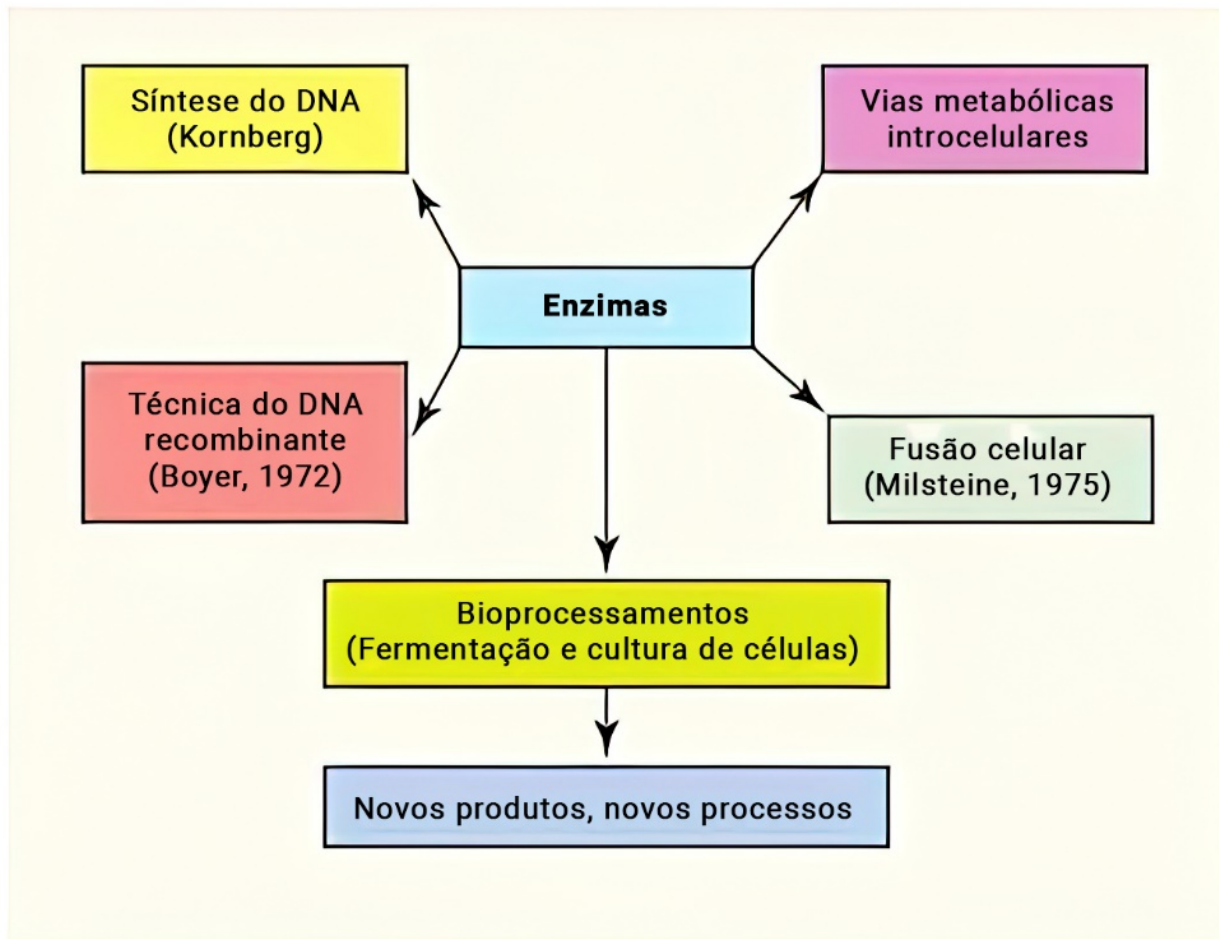 Síntese do DNA
(Kornberg)
Vias metabólicas
introcelulares
Enzimas
Técnica do DNA
recombinante
(Boyer, 1972)
Fusão celular
(Milsteine, 1975)
Bioprocessamentos
(Fermentação e cultura de células)
Novos produtos, novos processos